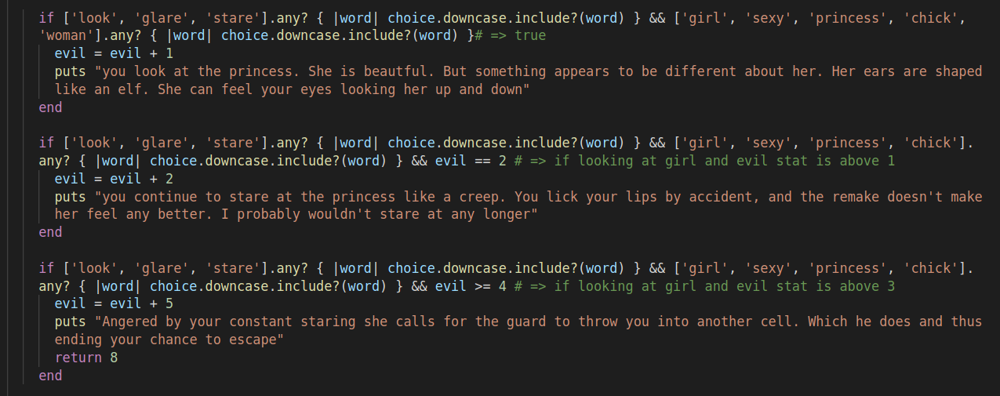 if ['look', 'glare', 'stare'].any? { |word| choice.downcase.include?(word) } && ['girl', 'sexy', 'princess', 'chick',
'woman'].any? { |word| choice.downcase.include?(word) }# => true
evil = evil + 1
puts "you look at the princess. She is beautful. But something appears to be different about her. Her ears are shaped
like an elf. She can feel your eyes looking her up and down"
end
if ['look', 'glare', 'stare'].any? { |word| choice.downcase.include?(word) } && ['girl', 'sexy', 'princess', 'chick'].
any? { |word| choice.downcase.include?(word) } && evil == 2 # => if looking at girl and evil stat is above 1
evil = evil + 2
puts "you continue to stare at the princess like a creep. You lick your lips by accident, and the remake doesn't make
her feel any better. I probably wouldn't stare at any longer"
end
if ['look', 'glare', 'stare'].any? { |word| choice.downcase.include?(word) } && ['girl', 'sexy', 'princess', 'chick'].
any? { |word| choice.downcase.include?(word) } && evil >= 4 # => if looking at girl and evil stat is above 3
evil = evil + 5
puts "Angered by your constant staring she calls for the guard to throw you into another cell. Which he does and thus
ending your chance to escape"
return 8
end